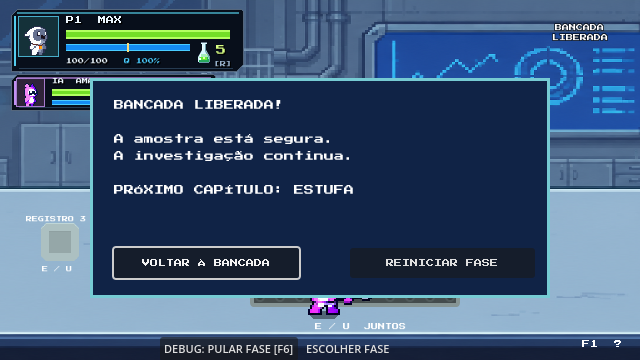 P1 MAX
5
100/100 Q 100%
[R]
BANCADA
LIBERADA
IA
BANCADA LIBERADA!
A amostra está segura.
A investigação continua.
PRÓXIMO CAPÍTULO: ESTUFA
REGISTRO 3
E / U
VOLTAR À BANCADA
REINICIAR FASE
E / U JUNTOS
DEBUG: PULAR FASE [F6]
ESCOLHER FASE
F1 ?